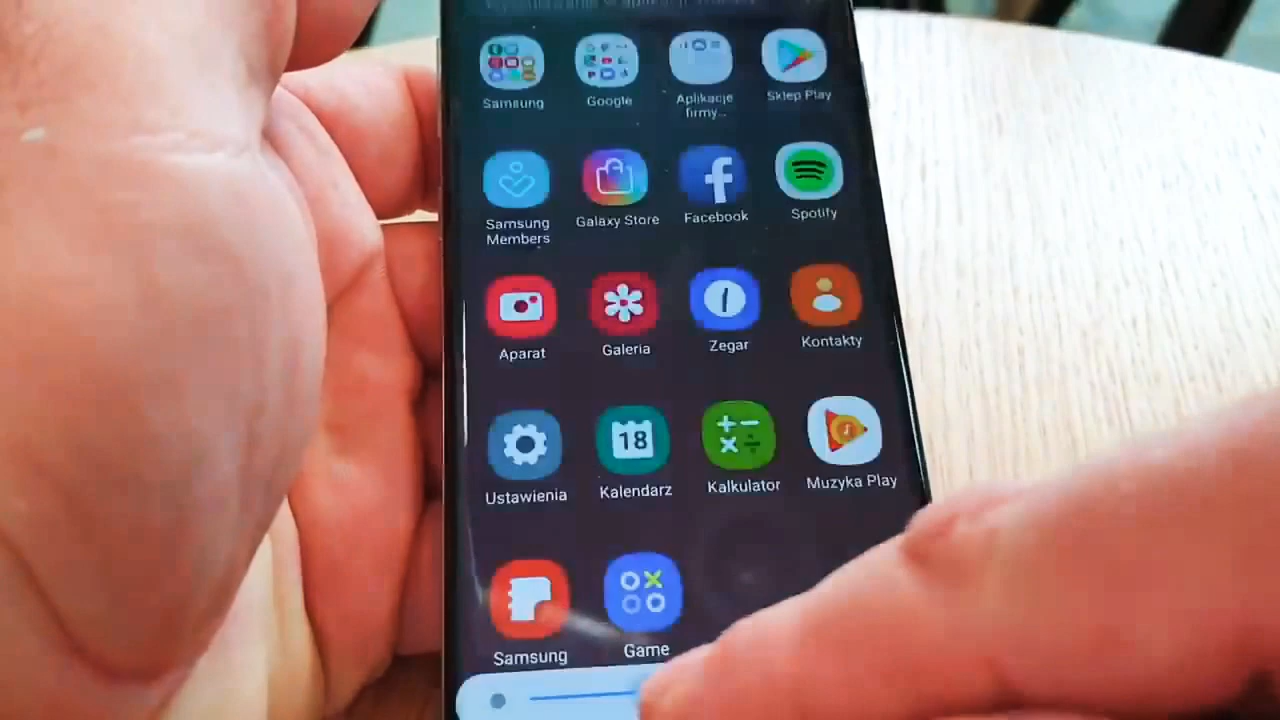 Samsung
Google
Aplikacje
firmy...
Sklep Play
Samsung
Members
Galaxy Store
Facebook
Spotify
Aparat
Galeria
Zegar
Kontakty
Ustawienia
18
Kalendarz
Kalkulator
Muzyka Play
Samsung
Game